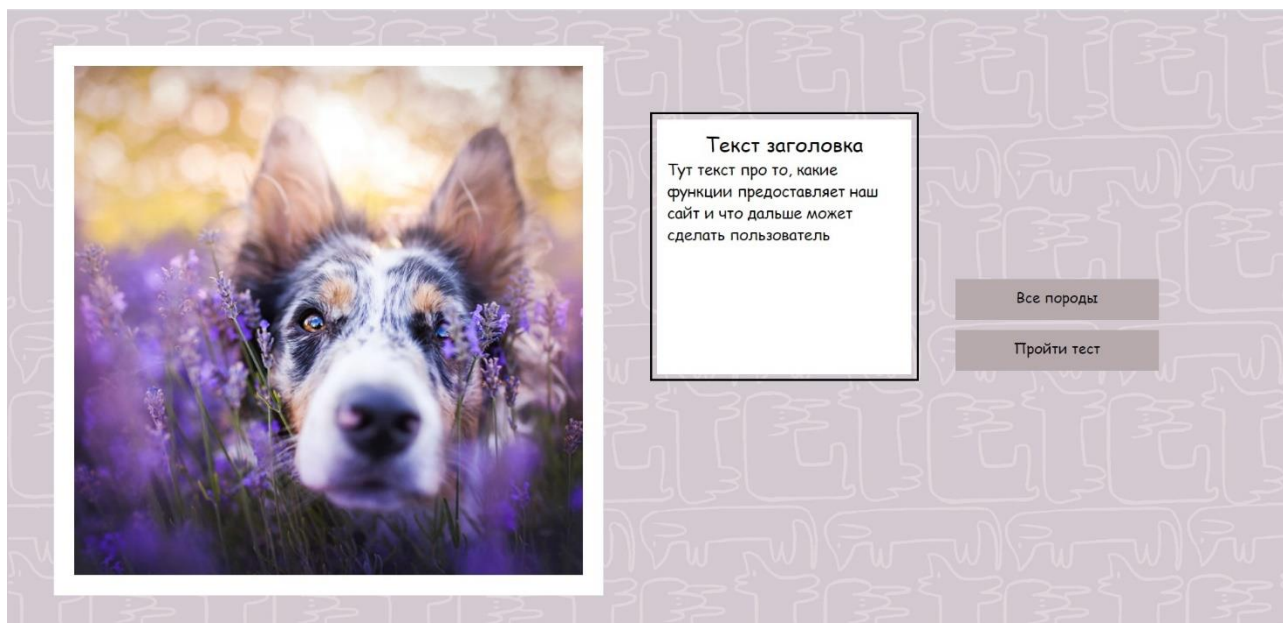 Текст заголовка
Тут текст про то, какие
функции предоставляет наш
сайт и что дальше может
сделать пользователь
Все породы
Пройти тест